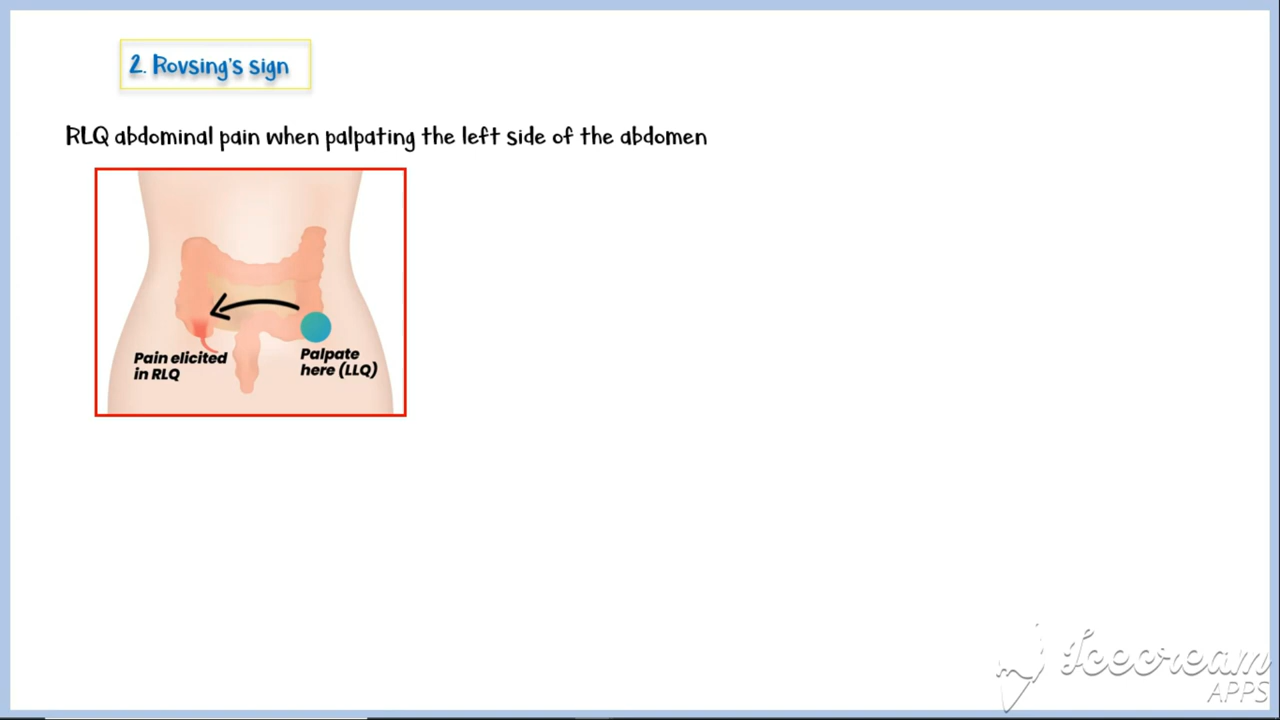 2. Rovsing's sign
RLQ abdominal pain when palpating the left side of the abdomen
Pain elicited
in RLQ
Palpate
here (LLQ)
Icecream
APPS